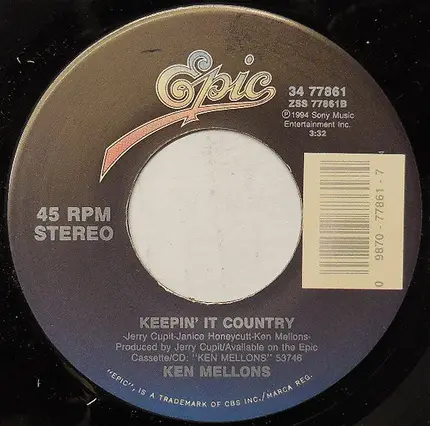 Epic
34 77861
ZSS 77861B
Ⓟ1994 Sony Music
Entertainment Inc.
3:32
45 RPM
STEREO
0 9870-77861-7
KEEPIN' IT COUNTRY
-Jerry Cupit-Janice Honeycutt-Ken Mellons-
Produced by Jerry Cupit/Available on the Epic
Cassette/CD: "KEN MELLONS" 53746
KEN MELLONS
"EPIC", IS A TRADEMARK OF CBS INC./MARCA REG.